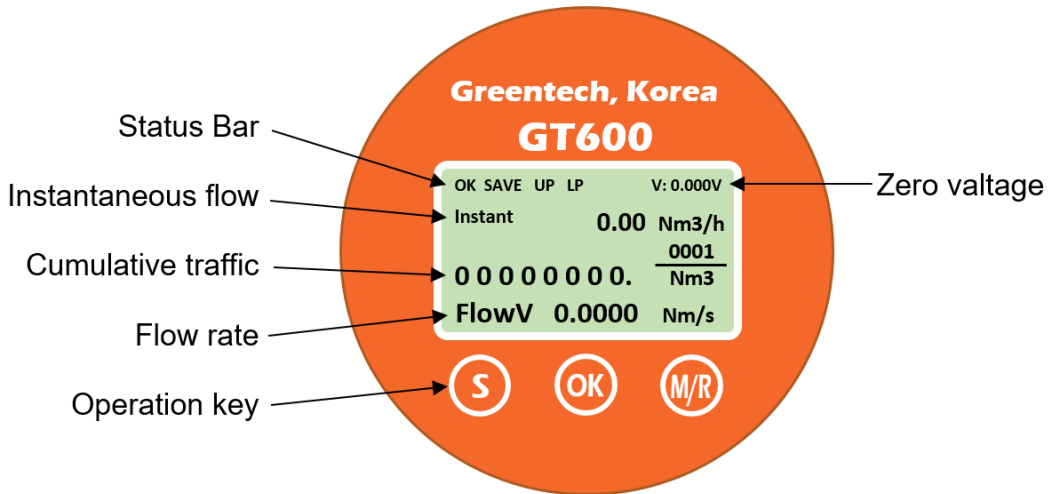 Greentech, Korea
GT600
Status Bar
OK SAVE UP LP V: 0.000V
Zero valtage
Instantaneous flow
Instant 0.00 Nm3/h
0001
Cumulative traffic
0 0 0 0 0 0 0 0. Nm3
Flow rate
FlowV 0.0000 Nm/s
Operation key
S OK M/R